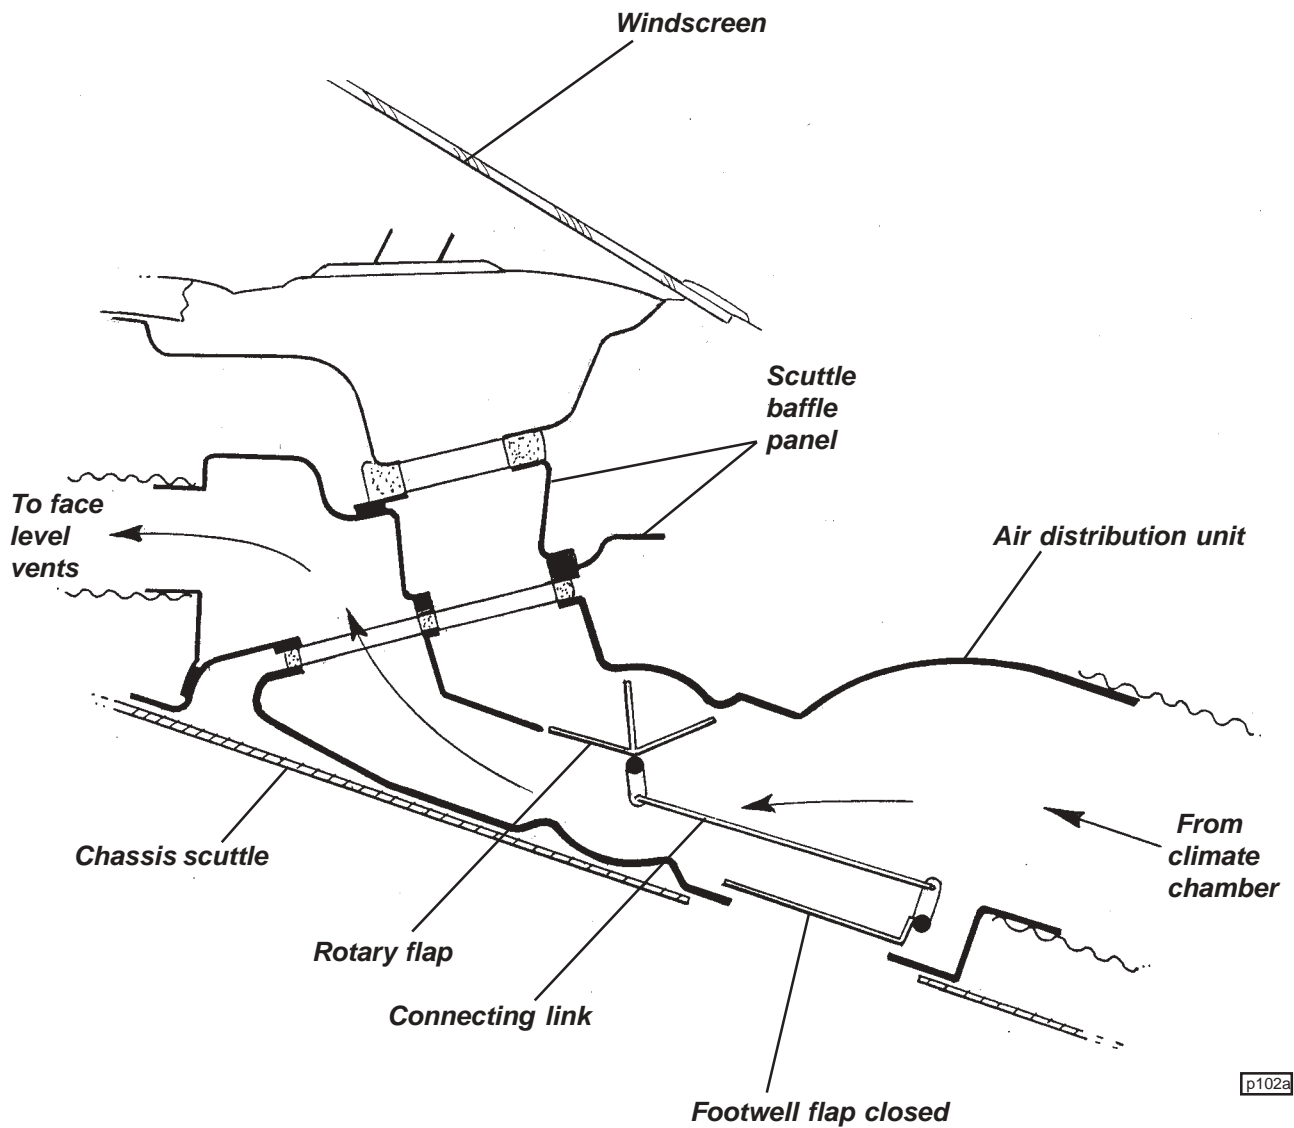 Windscreen
Scuttle
baffle
panel
To face
level
vents
Air distribution unit
From
climate
chamber
Chassis scuttle
Rotary flap
Connecting link
Footwell flap closed
p102a